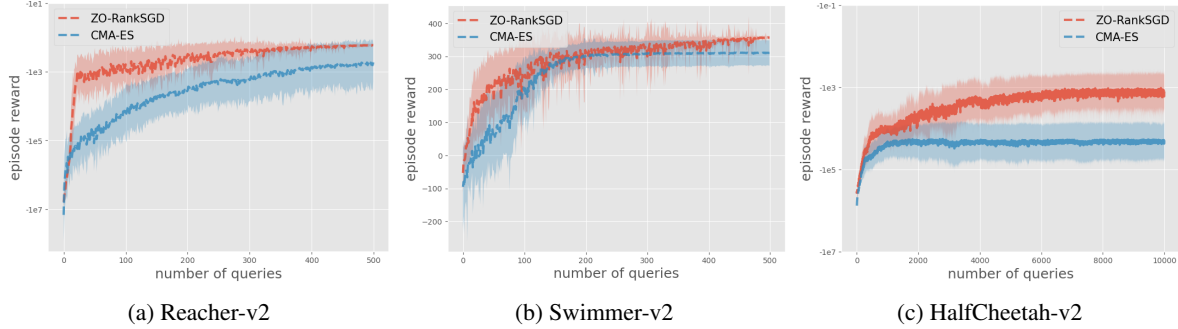 -1e1
-1e3
-1e5
-1e7
episode reward
ZO-RankSGD
CMA-ES
0 100 200 300 400 500
number of queries
(a) Reacher-v2
400
300
200
100
0
−100
−200
episode reward
ZO-RankSGD
CMA-ES
0 100 200 300 400 500
number of queries
(b) Swimmer-v2
-1e1
-1e3
-1e5
-1e7
episode reward
ZO-RankSGD
CMA-ES
0 2000 4000 6000 8000 10000
number of queries
(c) HalfCheetah-v2